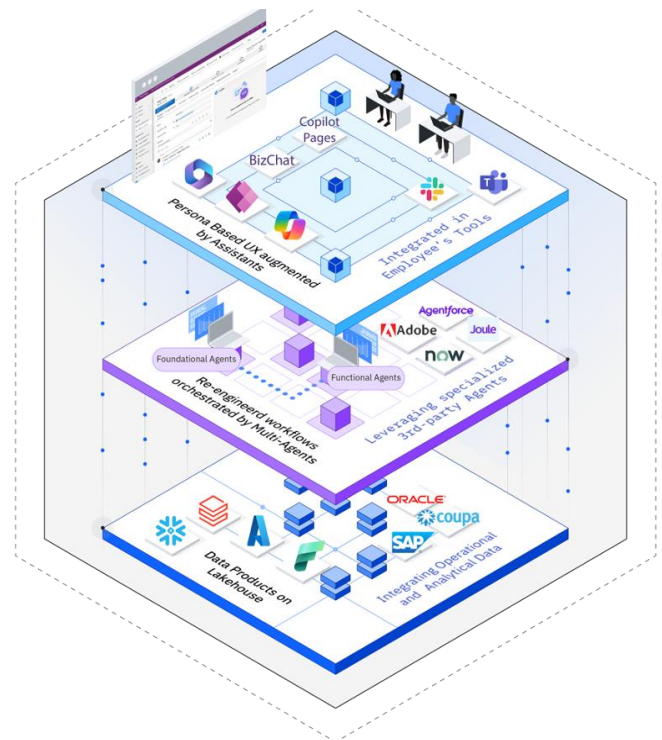 Copilot
Pages
BizChat
Persona Based UX augmented
by Assistants
Integrated in
Employee's Tools
Agentforce
Adobe
Joule
now
Foundational Agents
Functional Agents
Re-engineerd workflows
orchestrated by Multi-Agents
Leveraging specialized
3rd-party Agents
ORACLE
coupa
SAP
Data Products on
Lakehouse
Integrating Operational
and Analytical Data